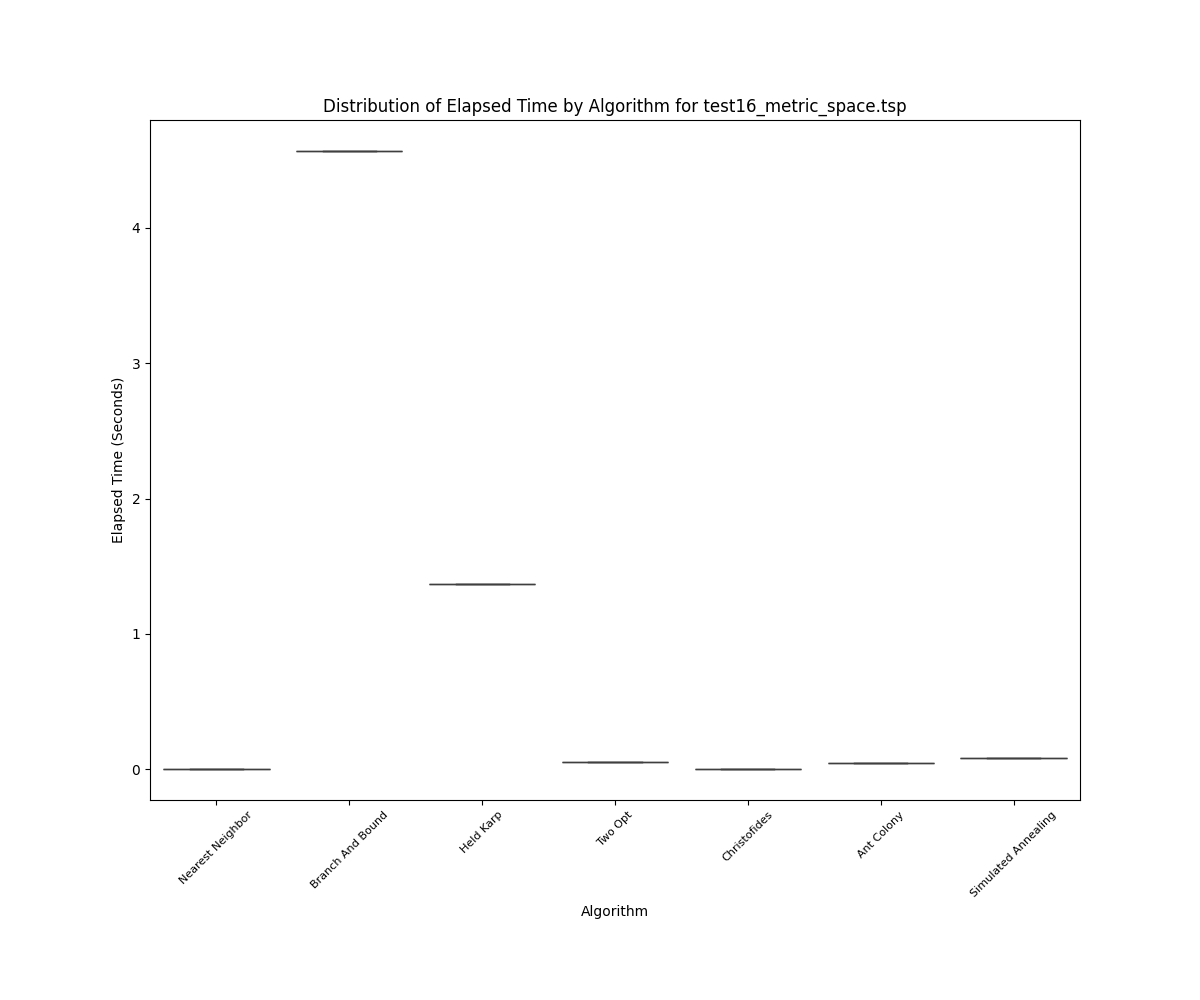 Distribution of Elapsed Time by Algorithm for test16_metric_space.tsp
Elapsed Time (Seconds)
4
3
2
1
0
Nearest Neighbor
Branch And Bound
Held Karp
Two Opt
Christofides
Ant Colony
Simulated Annealing
Algorithm